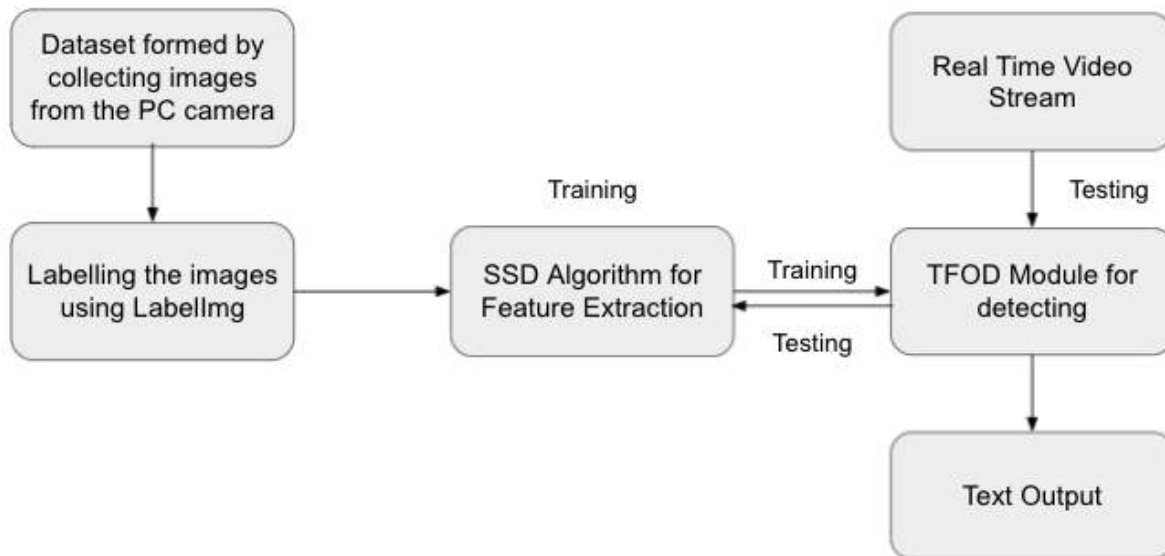 Dataset formed by
collecting images
from the PC camera
Real Time Video
Stream
Training
Testing
Labelling the images
using LabelImg
SSD Algorithm for
Feature Extraction
Training
Testing
TFOD Module for
detecting
Text Output